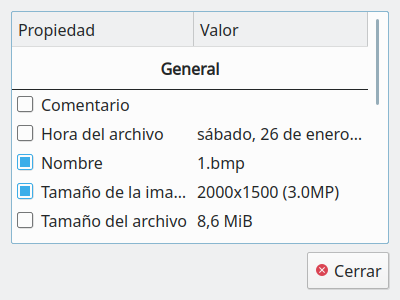 Propiedad Valor
General
Comentario
Hora del archivo sábado, 26 de enero...
Nombre 1.bmp
Tamaño de la ima... 2000x1500 (3.0MP)
Tamaño del archivo 8,6 MiB
Cerrar